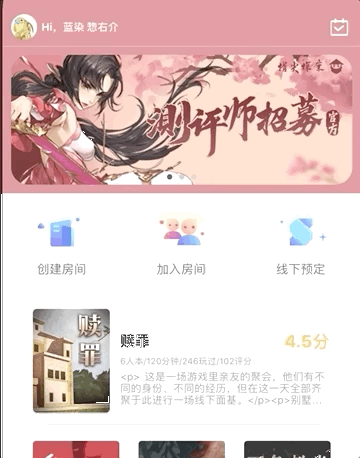 Hi，蓝染 惣右介
指尖探案
测评师招募
官方
创建房间
加入房间
线下预定
赎罪
赎罪
4.5分
6人本/120分钟/246玩过/102评分
<p> 这是一场游戏里亲友的聚会，他们有不
同的身份、不同的经历，但在这一天全部齐
聚于此进行一场线下面基。</p><p>别墅...